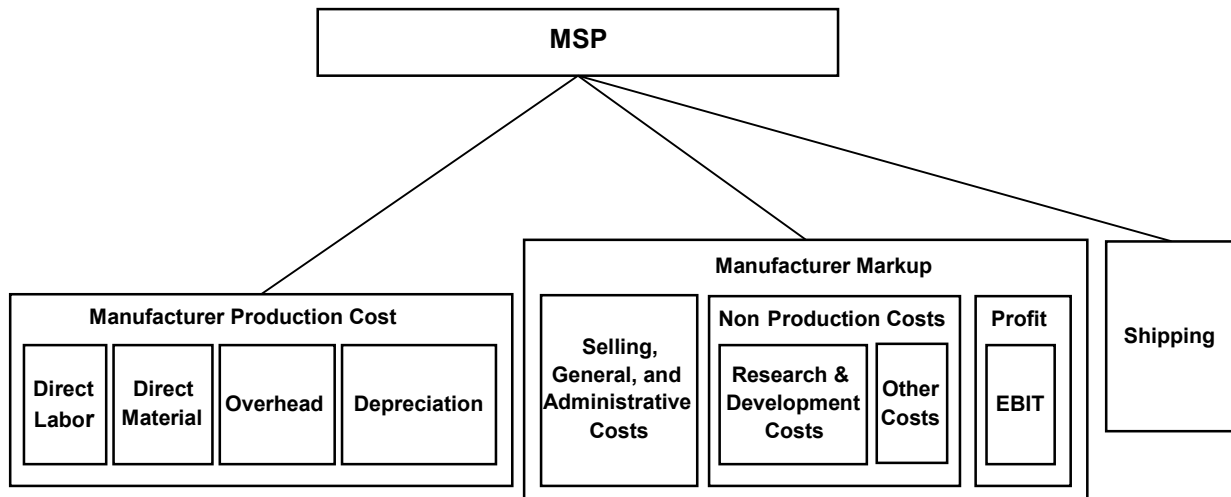 MSP
Manufacturer Production Cost
Direct
Labor
Direct
Material
Overhead
Depreciation
Manufacturer Markup
Selling,
General, and
Administrative
Costs
Non Production Costs
Research &
Development
Costs
Other
Costs
Profit
EBIT
Shipping